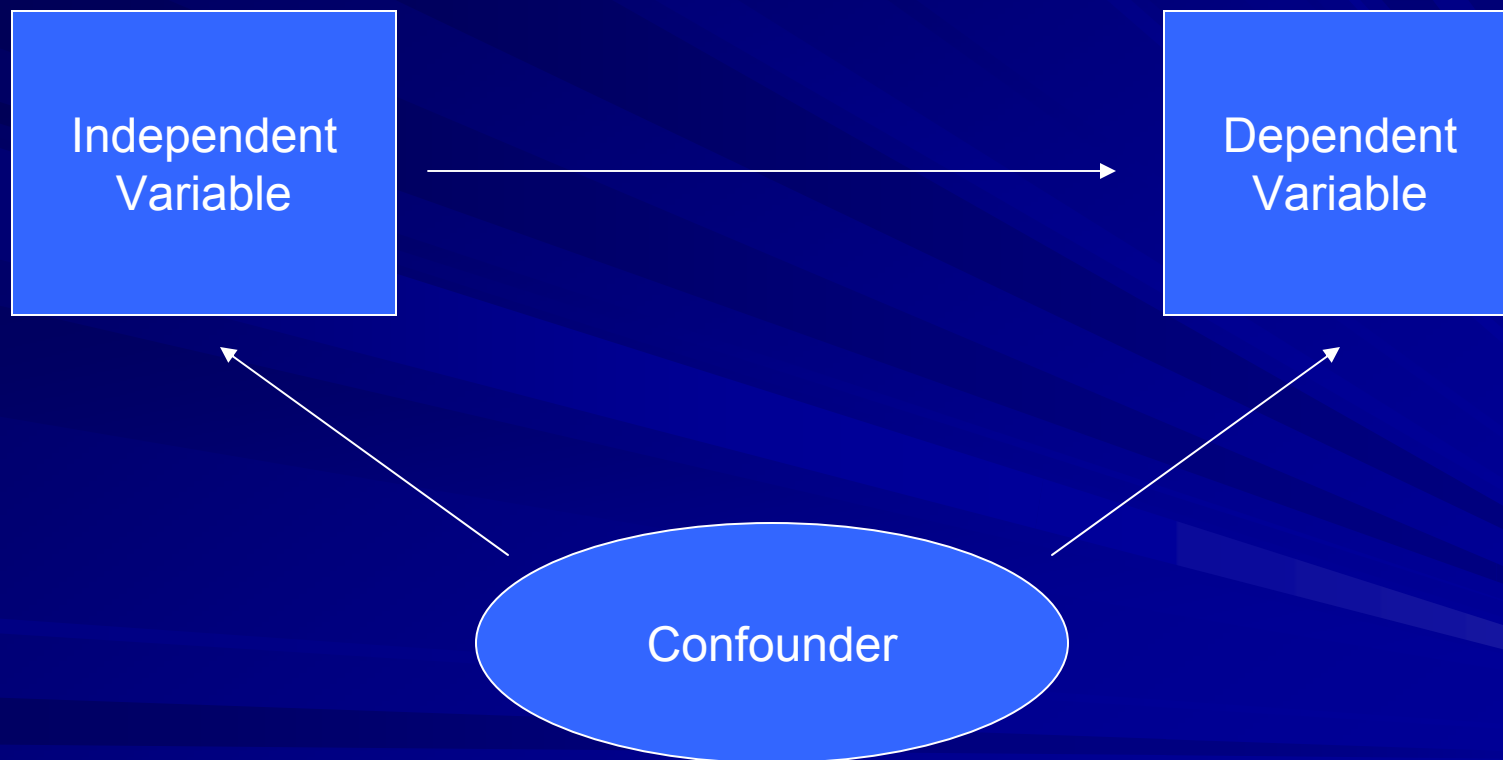 Independent
Variable
Dependent
Variable
Confounder